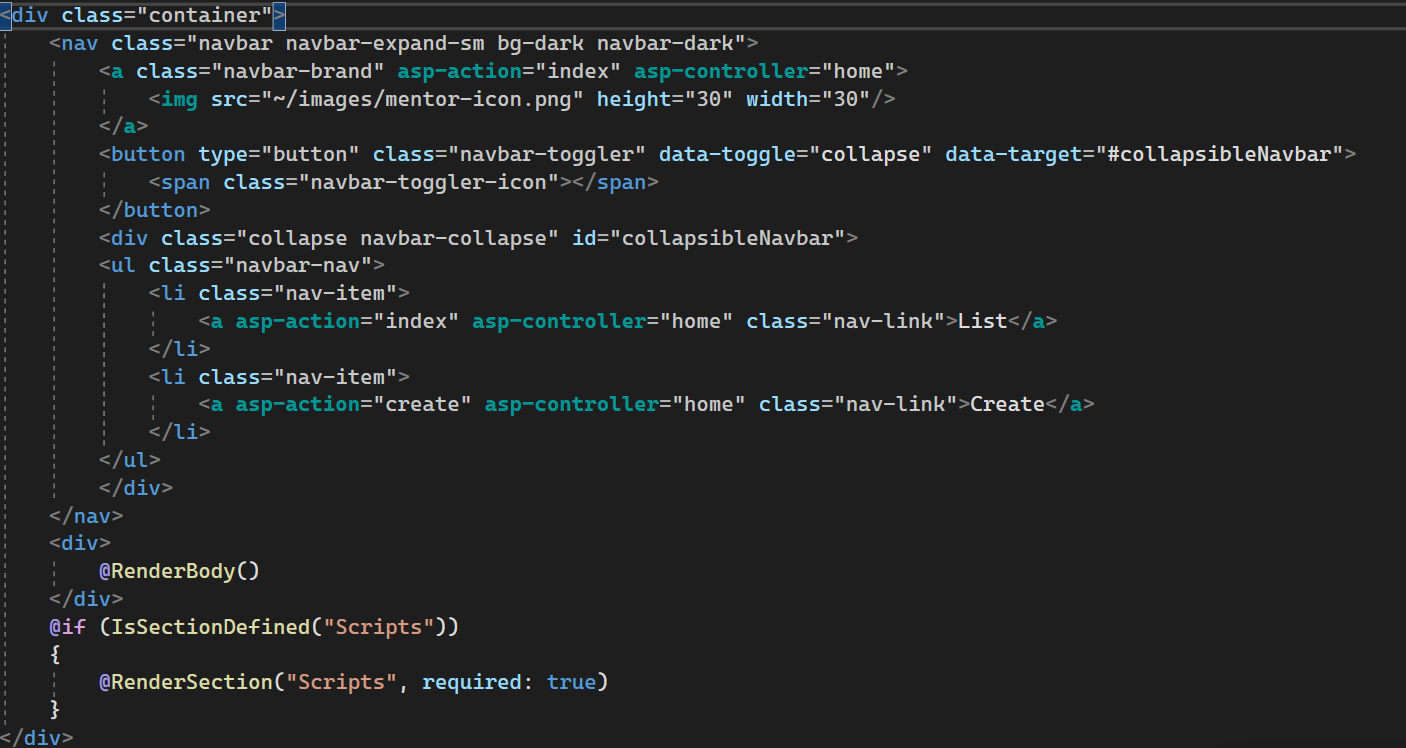 <div class="container">
    <nav class="navbar navbar-expand-sm bg-dark navbar-dark">
        <a class="navbar-brand" asp-action="index" asp-controller="home">
            <img src="~/images/mentor-icon.png" height="30" width="30"/>
        </a>
        <button type="button" class="navbar-toggler" data-toggle="collapse" data-target="#collapsibleNavbar">
            <span class="navbar-toggler-icon"></span>
        </button>
        <div class="collapse navbar-collapse" id="collapsibleNavbar">
        <ul class="navbar-nav">
            <li class="nav-item">
                <a asp-action="index" asp-controller="home" class="nav-link">List</a>
            </li>
            <li class="nav-item">
                <a asp-action="create" asp-controller="home" class="nav-link">Create</a>
            </li>
        </ul>
        </div>
    </nav>
    <div>
        @RenderBody()
    </div>
    @if (IsSectionDefined("Scripts"))
    {
        @RenderSection("Scripts", required: true)
    }
</div>